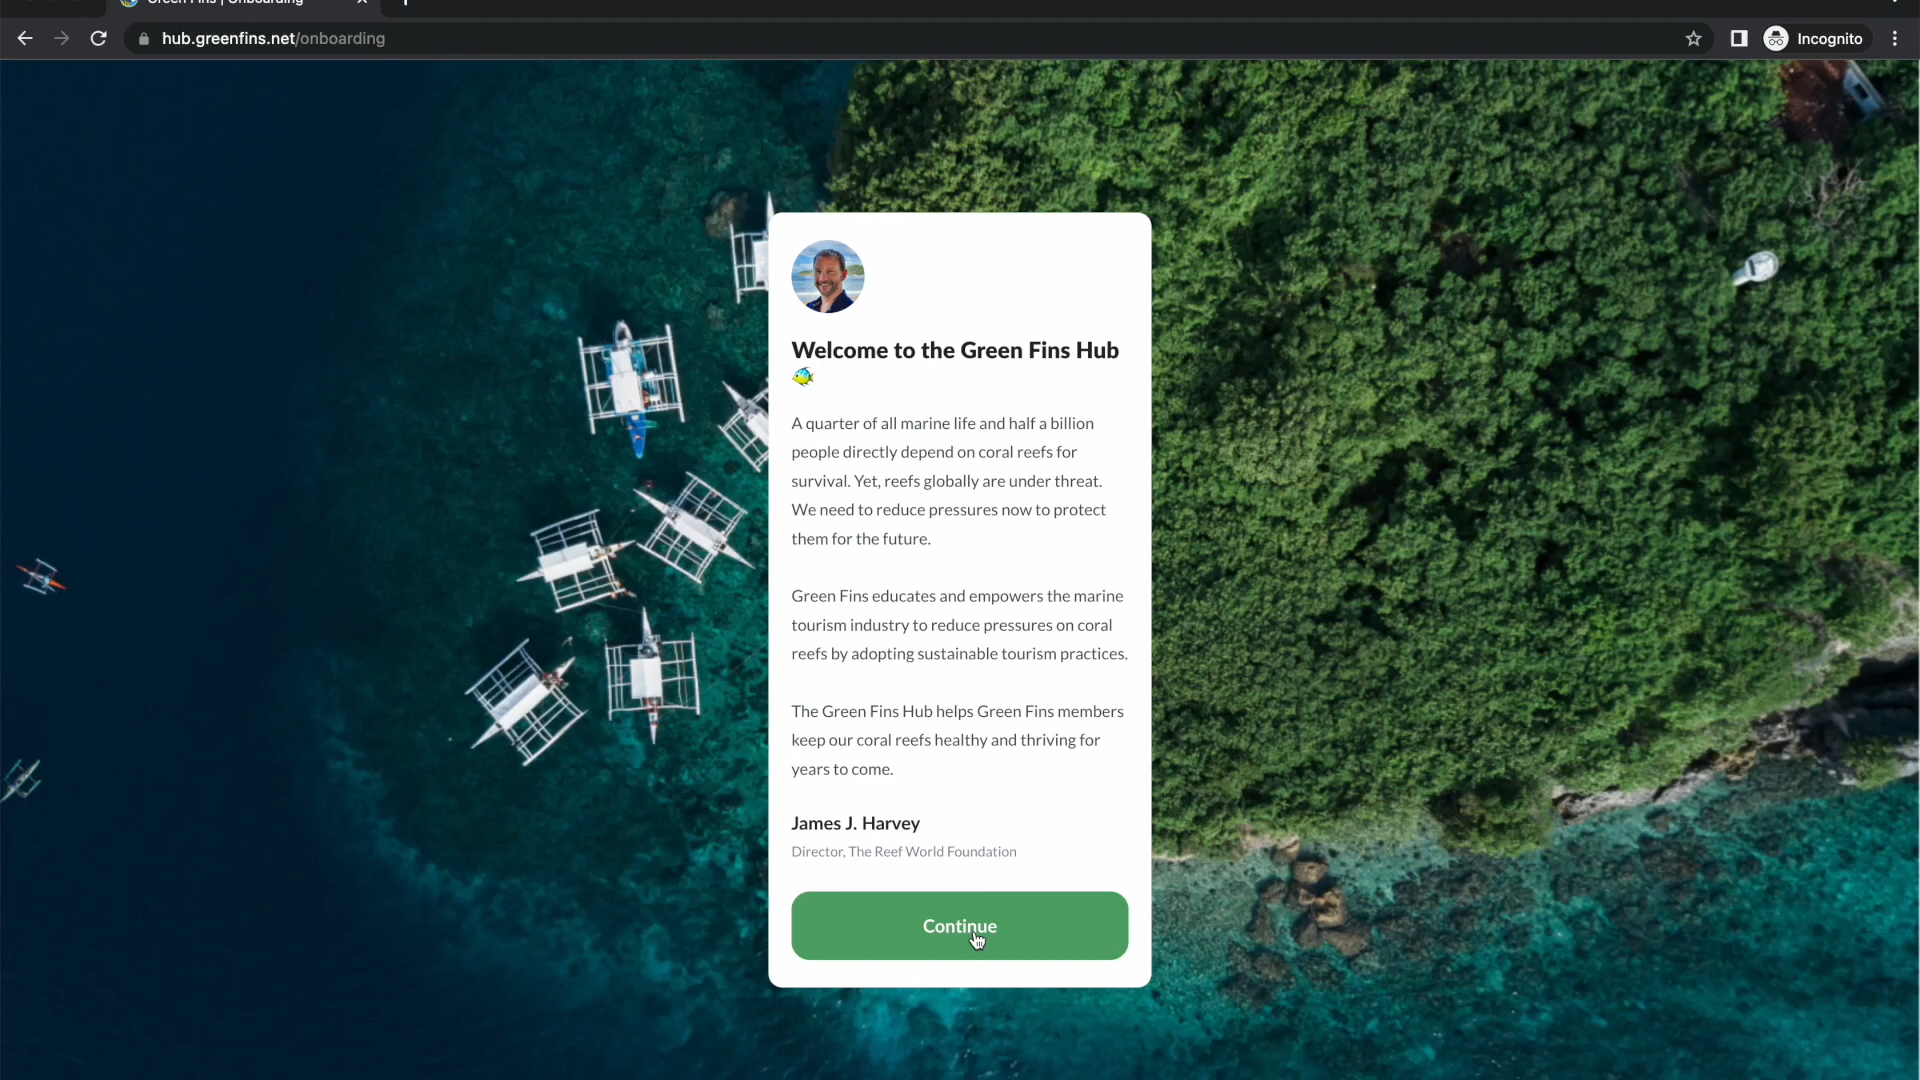 Green Fins | Onboarding
hub.greenfins.net/onboarding
Incognito
Welcome to the Green Fins Hub
🐠
A quarter of all marine life and half a billion
people directly depend on coral reefs for
survival. Yet, reefs globally are under threat.
We need to reduce pressures now to protect
them for the future.
Green Fins educates and empowers the marine
tourism industry to reduce pressures on coral
reefs by adopting sustainable tourism practices.
The Green Fins Hub helps Green Fins members
keep our coral reefs healthy and thriving for
years to come.
James J. Harvey
Director, The Reef World Foundation
Continue